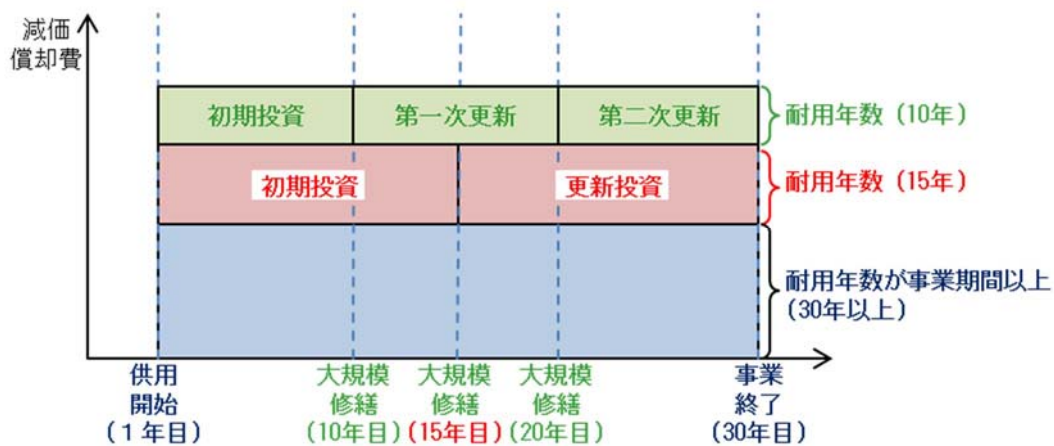 減価
償却費
初期投資
第一次更新
第二次更新
耐用年数（10年）
初期投資
更新投資
耐用年数（15年）
耐用年数が事業期間以上
（30年以上）
供用
開始
（１年目）
大規模
修繕
（10年目）
大規模
修繕
（15年目）
大規模
修繕
（20年目）
事業
終了
（30年目）